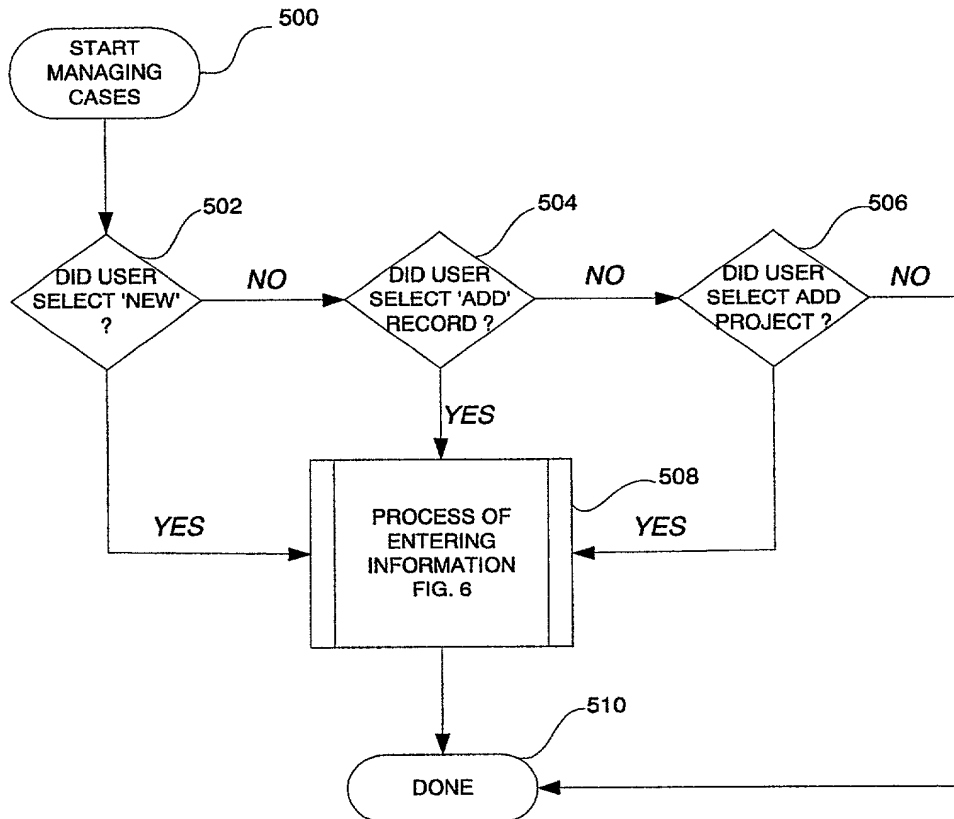 500
START
MANAGING
CASES
502
504
506
DID USER
SELECT 'NEW'
?
NO
DID USER
SELECT 'ADD'
RECORD ?
NO
DID USER
SELECT ADD
PROJECT ?
NO
YES
YES
YES
508
PROCESS OF
ENTERING
INFORMATION
FIG. 6
510
DONE